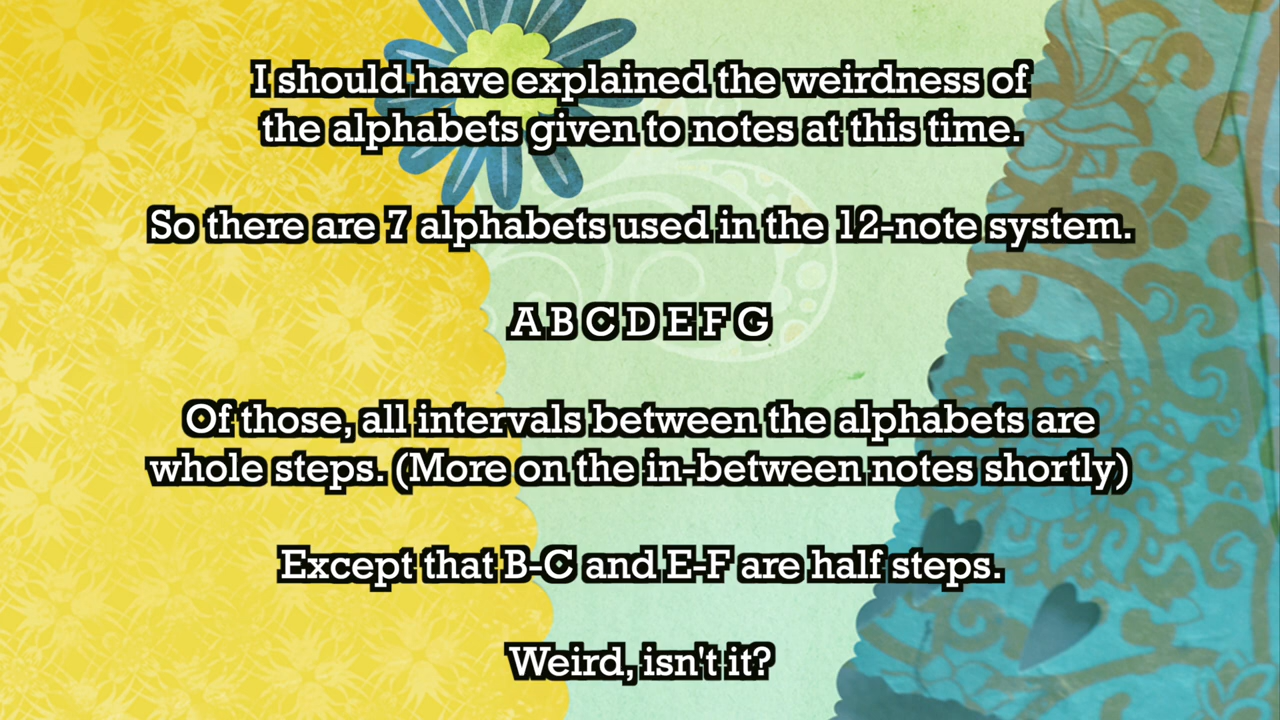 I should have explained the weirdness of
the alphabets given to notes at this time.
So there are 7 alphabets used in the 12-note system.
A B C D E F G
Of those, all intervals between the alphabets are
whole steps. (More on the in-between notes shortly)
Except that B-C and E-F are half steps.
Weird, isn't it?